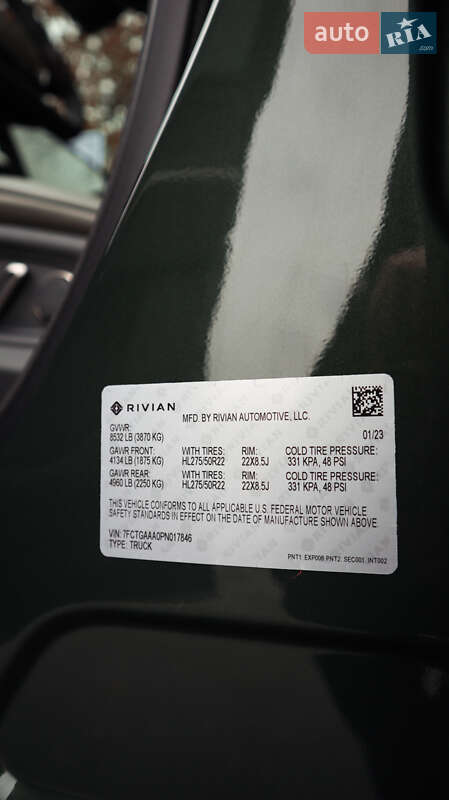 auto RIA.com
RIVIAN MFD. BY RIVIAN AUTOMOTIVE, LLC.
GVWR:
8532 LB (3870 KG) 01/23
GAWR FRONT: WITH TIRES: RIM: COLD TIRE PRESSURE:
4134 LB (1875 KG) HL275/50R22 22X8.5J 331 KPA, 48 PSI
GAWR REAR: WITH TIRES: RIM: COLD TIRE PRESSURE:
4960 LB (2250 KG) HL275/50R22 22X8.5J 331 KPA, 48 PSI
THIS VEHICLE CONFORMS TO ALL APPLICABLE U.S. FEDERAL MOTOR VEHICLE
SAFETY STANDARDS IN EFFECT ON THE DATE OF MANUFACTURE SHOWN ABOVE.
VIN: 7FCTGAAA0PN017846
TYPE: TRUCK
PNT1: EXP008 PNT2: SEC001, INT002